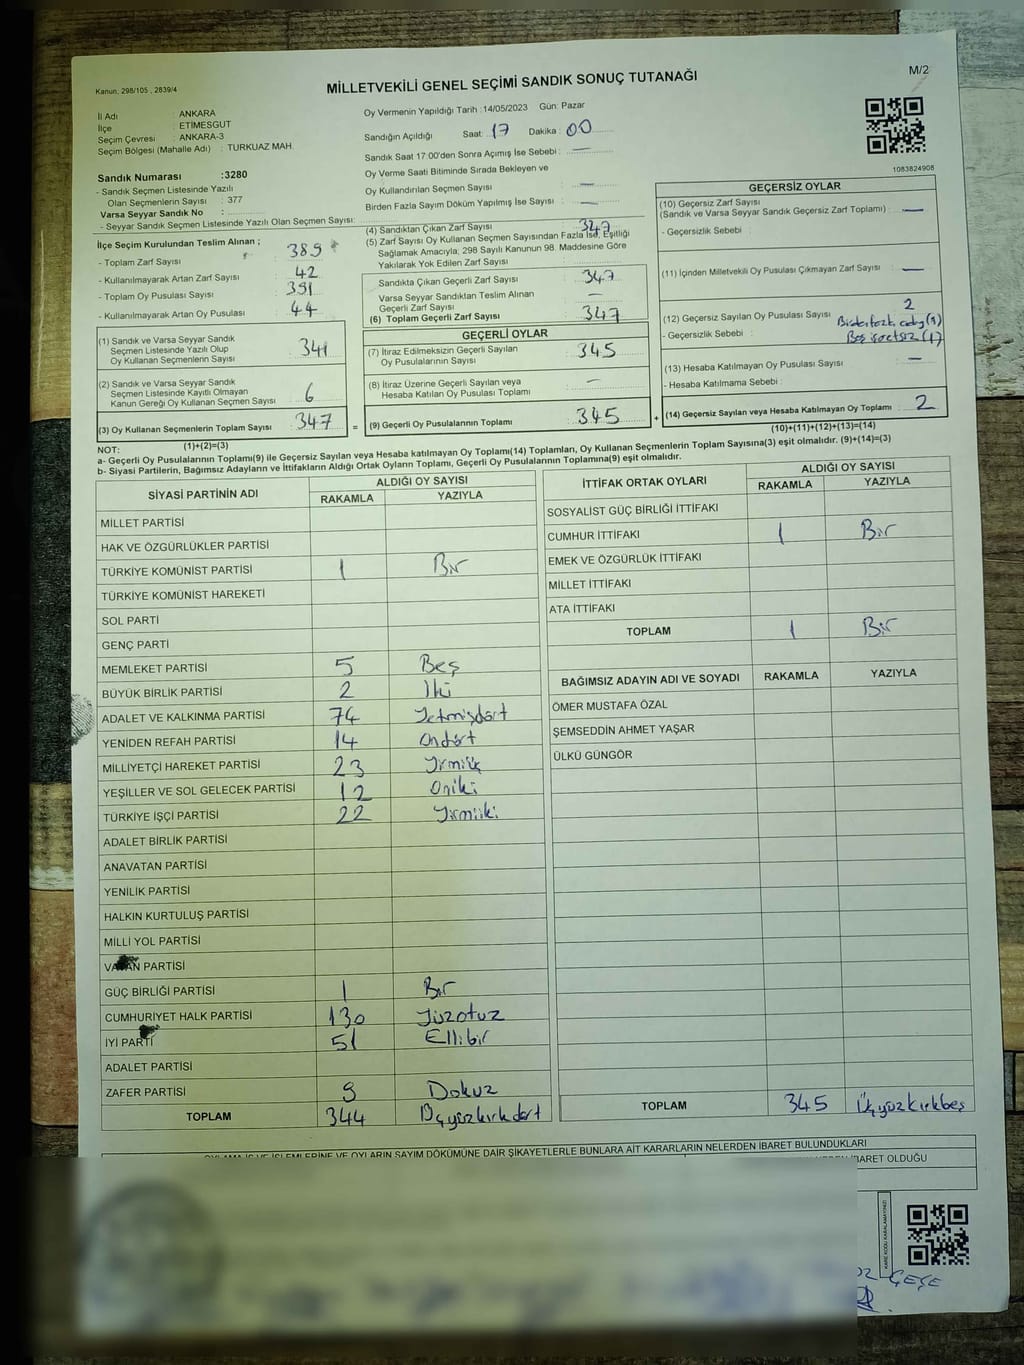 Kanun: 298/105 , 2839/4
MİLLETVEKİLİ GENEL SEÇİMİ SANDIK SONUÇ TUTANAĞI
M/2
İl Adı : ANKARA
İlçe : ETİMESGUT
Seçim Çevresi : ANKARA-3
Seçim Bölgesi (Mahalle Adı) : TURKUAZ MAH.
Sandık Numarası :3280
- Sandık Seçmen Listesinde Yazılı
Olan Seçmenlerin Sayısı : 377
Varsa Seyyar Sandık No :
- Seyyar Sandık Seçmen Listesinde Yazılı Olan Seçmen Sayısı:
Oy Vermenin Yapıldığı Tarih :14/05/2023 Gün: Pazar
Sandığın Açıldığı Saat: 17 Dakika : 00
Sandık Saat 17:00'den Sonra Açımış İse Sebebi : —
Oy Verme Saati Bitiminde Sırada Bekleyen ve
Oy Kullandırılan Seçmen Sayısı : —
Birden Fazla Sayım Döküm Yapılmış İse Sayısı : —
1083824908
İlçe Seçim Kurulundan Teslim Alınan ;
- Toplam Zarf Sayısı : 389
- Kullanılmayarak Artan Zarf Sayısı : 42
- Toplam Oy Pusulası Sayısı : 391
- Kullanılmayarak Artan Oy Pusulası : 44
(1) Sandık ve Varsa Seyyar Sandık
Seçmen Listesinde Yazılı Olup
Oy Kullanan Seçmenlerin Sayısı : 341
(2) Sandık ve Varsa Seyyar Sandık
Seçmen Listesinde Kayıtlı Olmayan
Kanun Gereği Oy Kullanan Seçmen Sayısı : 6
(3) Oy Kullanan Seçmenlerin Toplam Sayısı : 347
(1)+(2)=(3)
(4) Sandıktan Çıkan Zarf Sayısı : 347
(5) Zarf Sayısı Oy Kullanan Seçmen Sayısından Fazla İse, Eşitliği
Sağlamak Amacıyla; 298 Sayılı Kanunun 98. Maddesine Göre
Yakılarak Yok Edilen Zarf Sayısı :
Sandıkta Çıkan Geçerli Zarf Sayısı : 347
Varsa Seyyar Sandıktan Teslim Alınan
Geçerli Zarf Sayısı : —
(6) Toplam Geçerli Zarf Sayısı : 347
GEÇERLİ OYLAR
(7) İtiraz Edilmeksizin Geçerli Sayılan
Oy Pusulalarının Sayısı : 345
(8) İtiraz Üzerine Geçerli Sayılan veya
Hesaba Katılan Oy Pusulası Toplamı : —
= (9) Geçerli Oy Pusulalarının Toplamı : 345 +
GEÇERSİZ OYLAR
(10) Geçersiz Zarf Sayısı
(Sandık ve Varsa Seyyar Sandık Geçersiz Zarf Toplamı) : —
- Geçersizlik Sebebi :
(11) İçinden Milletvekili Oy Pusulası Çıkmayan Zarf Sayısı : —
(12) Geçersiz Sayılan Oy Pusulası Sayısı : 2
- Geçersizlik Sebebi :
(13) Hesaba Katılmayan Oy Pusulası : —
- Hesaba Katılmama Sebebi :
(14) Geçersiz Sayılan veya Hesaba Katılmayan Oy Toplamı : 2
(10)+(11)+(12)+(13)=(14)
NOT:
a- Geçerli Oy Pusulalarının Toplamı(9) ile Geçersiz Sayılan veya Hesaba katılmayan Oy Toplamı(14) Toplamları, Oy Kullanan Seçmenlerin Toplam Sayısına(3) eşit olmalıdır. (9)+(14)=(3)
b- Siyasi Partilerin, Bağımsız Adayların ve İttifakların Aldığı Ortak Oyların Toplamı, Geçerli Oy Pusulalarının Toplamına(9) eşit olmalıdır.
SİYASİ PARTİNİN ADI ALDIĞI OY SAYISI
RAKAMLA YAZIYLA
MİLLET PARTİSİ
HAK VE ÖZGÜRLÜKLER PARTİSİ
TÜRKİYE KOMÜNİST PARTİSİ 1 Bir
TÜRKİYE KOMÜNİST HAREKETİ
SOL PARTİ
GENÇ PARTİ
MEMLEKET PARTİSİ 5 Beş
BÜYÜK BİRLİK PARTİSİ 2 İki
ADALET VE KALKINMA PARTİSİ 74 Yetmişdört
YENİDEN REFAH PARTİSİ 14 Ondört
MİLLİYETÇİ HAREKET PARTİSİ 23 Yirmiüç
YEŞİLLER VE SOL GELECEK PARTİSİ 12 Oniki
TÜRKİYE İŞÇİ PARTİSİ 22 Yirmiiki
ADALET BİRLİK PARTİSİ
ANAVATAN PARTİSİ
YENİLİK PARTİSİ
HALKIN KURTULUŞ PARTİSİ
MİLLİ YOL PARTİSİ
VATAN PARTİSİ
GÜÇ BİRLİĞİ PARTİSİ 1 Bir
CUMHURİYET HALK PARTİSİ 130 Yüzotuz
İYİ PARTİ 51 Ellibir
ADALET PARTİSİ
ZAFER PARTİSİ 9 Dokuz
TOPLAM 344 Üçyüzkırkdört
İTTİFAK ORTAK OYLARI ALDIĞI OY SAYISI
RAKAMLA YAZIYLA
SOSYALİST GÜÇ BİRLİĞİ İTTİFAKI
CUMHUR İTTİFAKI 1 Bir
EMEK VE ÖZGÜRLÜK İTTİFAKI
MİLLET İTTİFAKI
ATA İTTİFAKI
TOPLAM 1 Bir
BAĞIMSIZ ADAYIN ADI VE SOYADI RAKAMLA YAZIYLA
ÖMER MUSTAFA ÖZAL
ŞEMSEDDİN AHMET YAŞAR
ÜLKÜ GÜNGÖR
TOPLAM 345 Üçyüzkırkbeş
OYLAMA İŞ VE İŞLEMLERİNE VE OYLARIN SAYIM DÖKÜMÜNE DAİR ŞİKAYETLERLE BUNLARA AİT KARARLARIN NELERDEN İBARET BULUNDUKLARI
İBARET OLDUĞU
KARE KODU KARALAMAYINIZ!